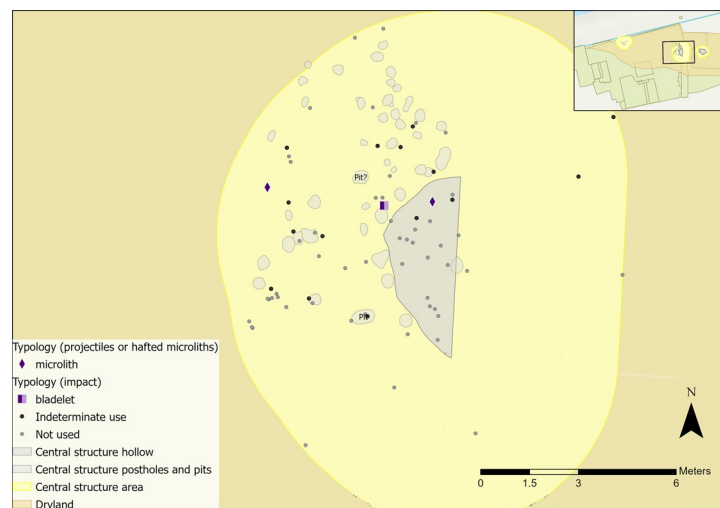 Pit?
Pit
Typology (projectiles or hafted microliths)
microlith
Typology (impact)
bladelet
Indeterminate use
Not used
Central structure hollow
Central structure postholes and pits
Central structure area
Dryland
N
Meters
0 1.5 3 6